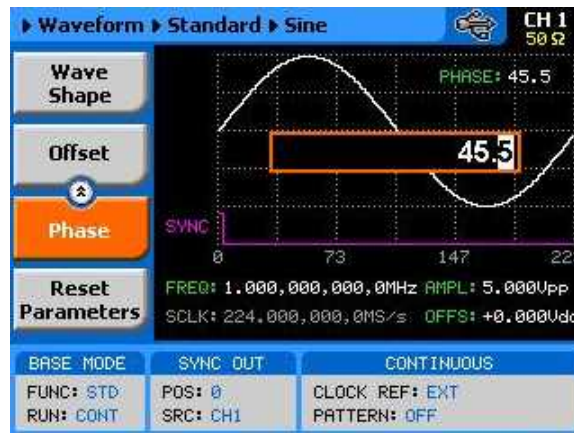 Waveform Standard Sine
CH 1
50 Ω
Wave Shape
Offset
Phase
Reset Parameters
PHASE: 45.5
45.5
SYNC
0 73 147 22
FREQ: 1.000,000,000,0MHz AMPL: 5.000Vpp
SCLK: 224.000,000,0MS/s OFFS: +0.000Vdc
BASE MODE
FUNC: STD
RUN: CONT
SYNC OUT
POS: 0
SRC: CH1
CONTINUOUS
CLOCK REF: EXT
PATTERN: OFF